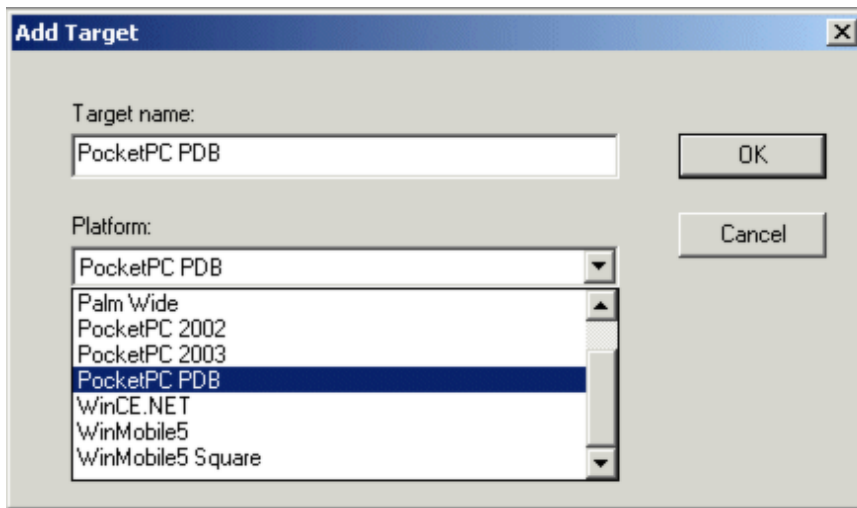 Add Target
Target name:
PocketPC PDB
OK
Platform:
Cancel
PocketPC PDB
Palm Wide
PocketPC 2002
PocketPC 2003
PocketPC PDB
WinCE.NET
WinMobile5
WinMobile5 Square